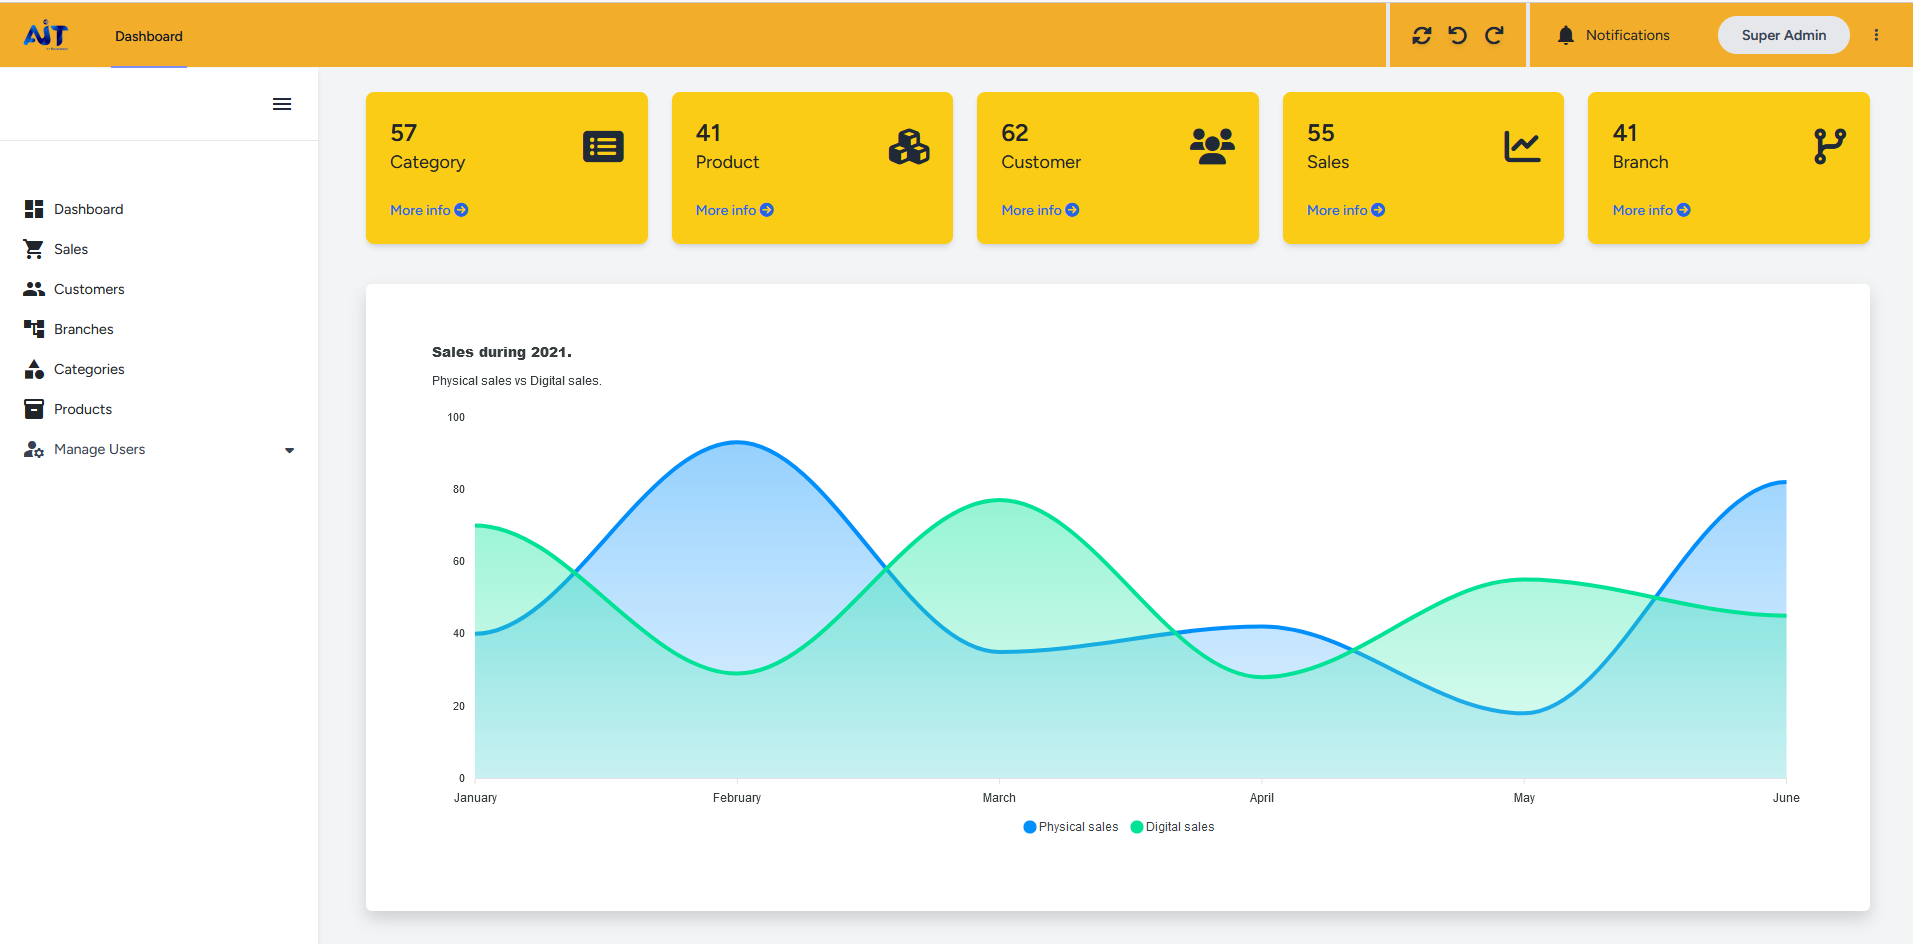 AiT
Dashboard
Notifications
Super Admin
57
Category
More info
41
Product
More info
62
Customer
More info
55
Sales
More info
41
Branch
More info
Dashboard
Sales
Customers
Branches
Categories
Products
Manage Users
Sales during 2021.
Physical sales vs Digital sales.
100
80
60
40
20
0
January
February
March
April
May
June
Physical sales
Digital sales